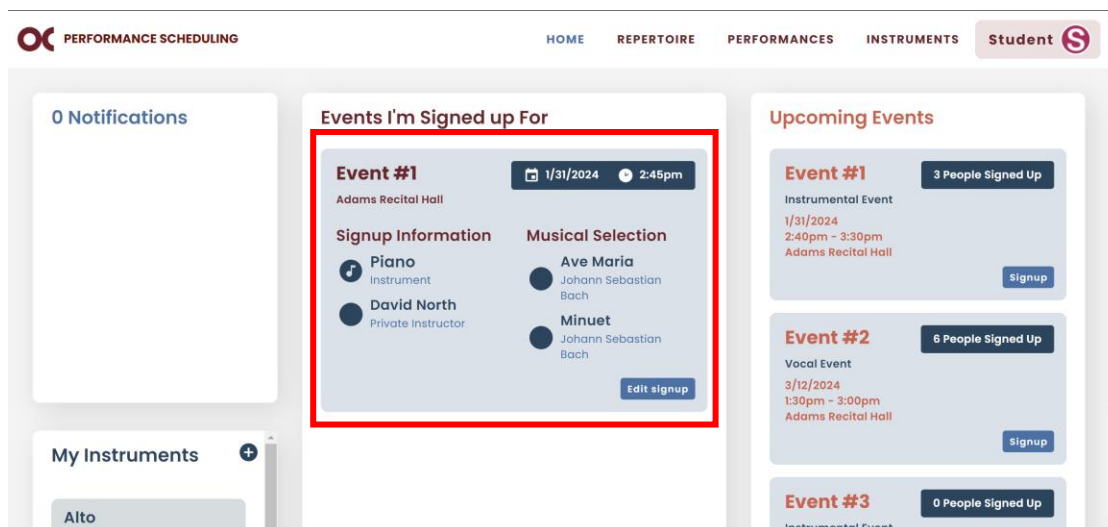 OC PERFORMANCE SCHEDULING
HOME REPERTOIRE PERFORMANCES INSTRUMENTS Student S
0 Notifications
My Instruments
Alto
Events I'm Signed up For
Event #1 1/31/2024 2:45pm
Adams Recital Hall
Signup Information
Piano
Instrument
David North
Private Instructor
Musical Selection
Ave Maria
Johann Sebastian
Bach
Minuet
Johann Sebastian
Bach
Edit signup
Upcoming Events
Event #1 3 People Signed Up
Instrumental Event
1/31/2024
2:40pm - 3:30pm
Adams Recital Hall
Signup
Event #2 6 People Signed Up
Vocal Event
3/12/2024
1:30pm - 3:00pm
Adams Recital Hall
Signup
Event #3 0 People Signed Up
Instrumental Event